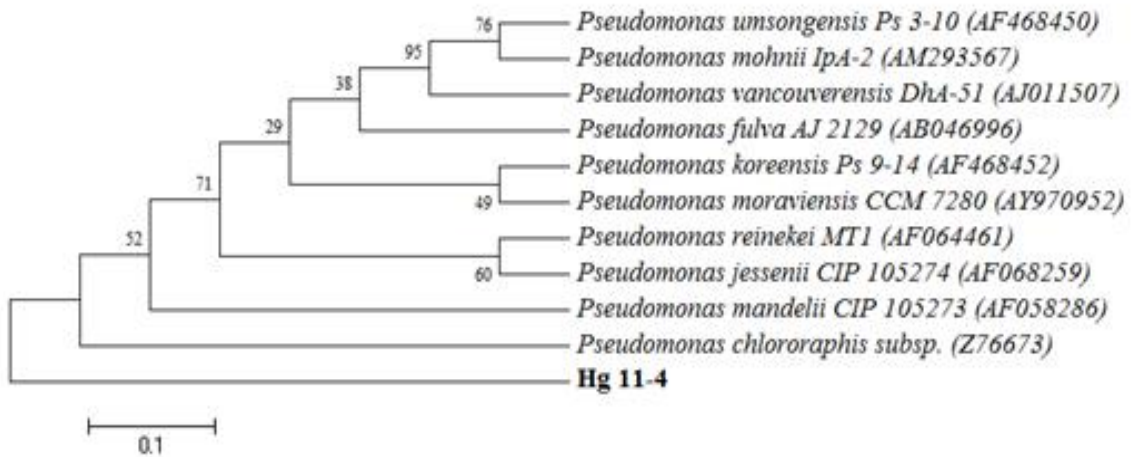 76
Pseudomonas umsongensis Ps 3-10 (AF468450)
95
Pseudomonas mohnii IpA-2 (AM293567)
38
Pseudomonas vancouverensis DhA-51 (AJ011507)
29
Pseudomonas fulva AJ 2129 (AB046996)
71
Pseudomonas koreensis Ps 9-14 (AF468452)
49
Pseudomonas moraviensis CCM 7280 (AY970952)
52
Pseudomonas reinekei MT1 (AF064461)
60
Pseudomonas jessenii CIP 105274 (AF068259)
Pseudomonas mandelii CIP 105273 (AF058286)
Pseudomonas chlororaphis subsp. (Z76673)
Hg 11-4
0.1